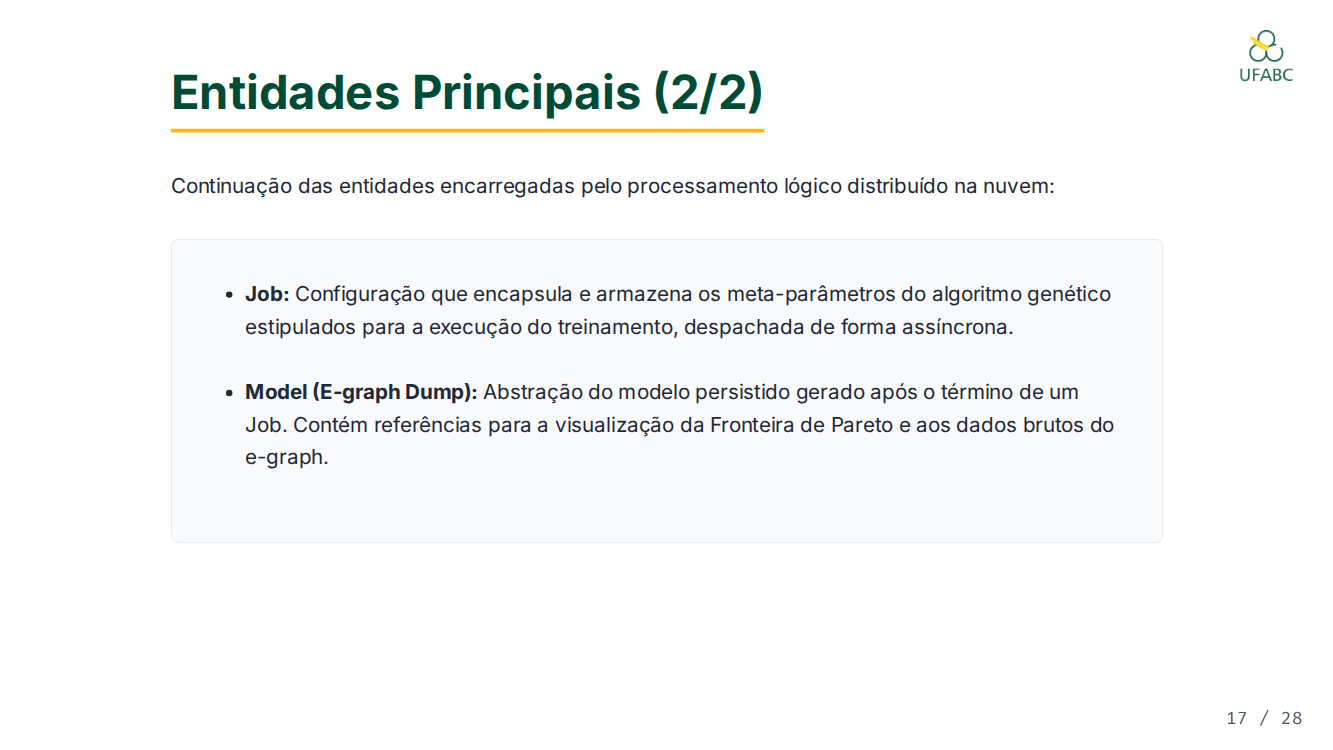 UFABC
Entidades Principais (2/2)
Continuação das entidades encarregadas pelo processamento lógico distribuído na nuvem:
• Job: Configuração que encapsula e armazena os meta-parâmetros do algoritmo genético
estipulados para a execução do treinamento, despachada de forma assíncrona.
• Model (E-graph Dump): Abstração do modelo persistido gerado após o término de um
Job. Contém referências para a visualização da Fronteira de Pareto e aos dados brutos do
e-graph.
17 / 28